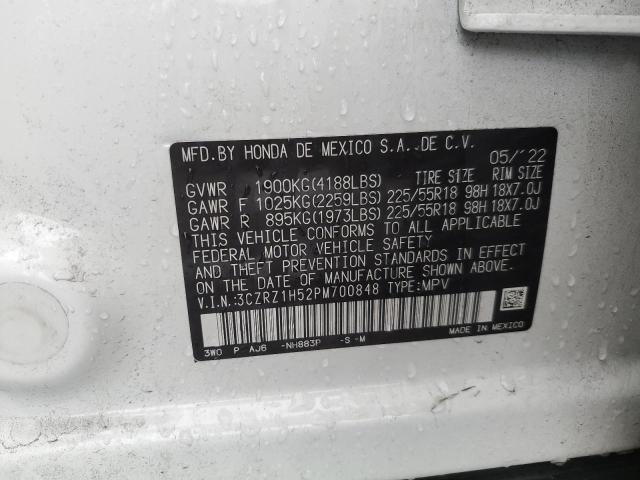 MFD.BY HONDA DE MEXICO S.A. DE C.V.
05/'22
TIRE SIZE RIM SIZE
GVWR 1900KG(4188LBS)
GAWR F 1025KG(2259LBS) 225/55R18 98H 18X7.0J
GAWR R 895KG(1973LBS) 225/55R18 98H 18X7.0J
THIS VEHICLE CONFORMS TO ALL APPLICABLE
FEDERAL MOTOR VEHICLE SAFETY
AND THEFT PREVENTION STANDARDS IN EFFECT
ON THE DATE OF MANUFACTURE SHOWN ABOVE.
V.I.N.:3CZRZ1H52PM700848 TYPE:MPV
3W0 P AJ6 -NH883P -S -M
MADE IN MEXICO